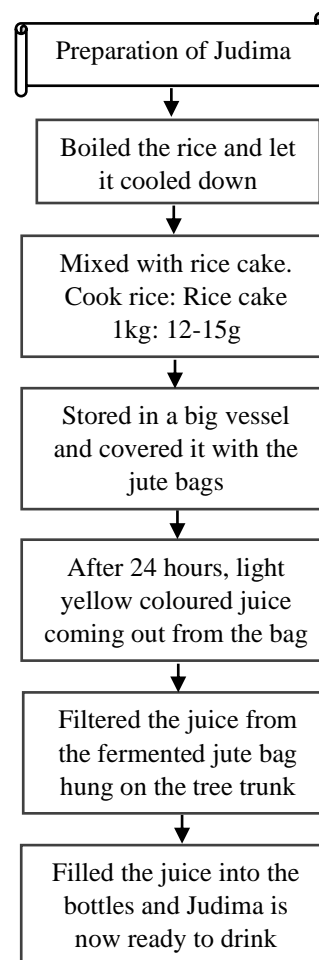 Preparation of Judima
Boiled the rice and let
it cooled down
Mixed with rice cake.
Cook rice: Rice cake
1kg: 12-15g
Stored in a big vessel
and covered it with the
jute bags
After 24 hours, light
yellow coloured juice
coming out from the bag
Filtered the juice from
the fermented jute bag
hung on the tree trunk
Filled the juice into the
bottles and Judima is
now ready to drink